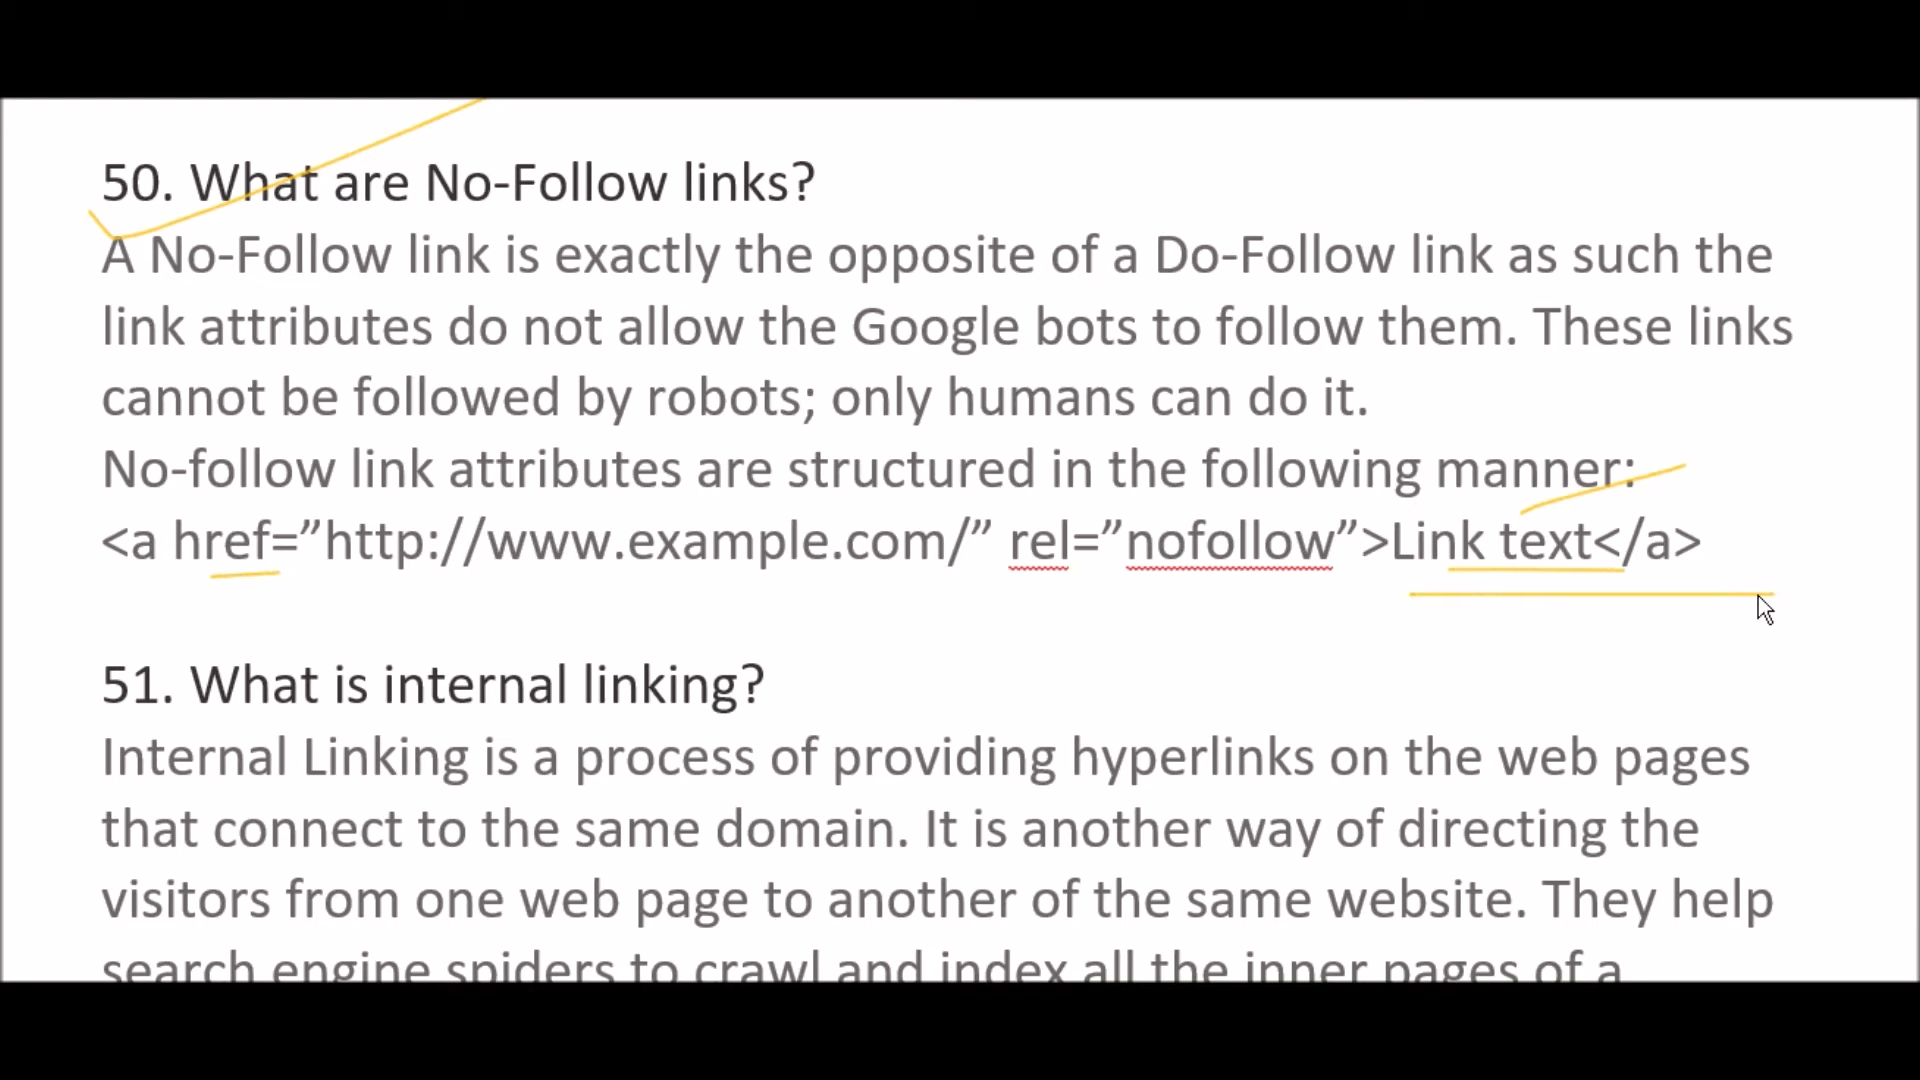 50. What are No-Follow links?
A No-Follow link is exactly the opposite of a Do-Follow link as such the
link attributes do not allow the Google bots to follow them. These links
cannot be followed by robots; only humans can do it.
No-follow link attributes are structured in the following manner:
<a href=”http://www.example.com/” rel=”nofollow”>Link text</a>
51. What is internal linking?
Internal Linking is a process of providing hyperlinks on the web pages
that connect to the same domain. It is another way of directing the
visitors from one web page to another of the same website. They help
search engine spiders to crawl and index all the inner pages of a